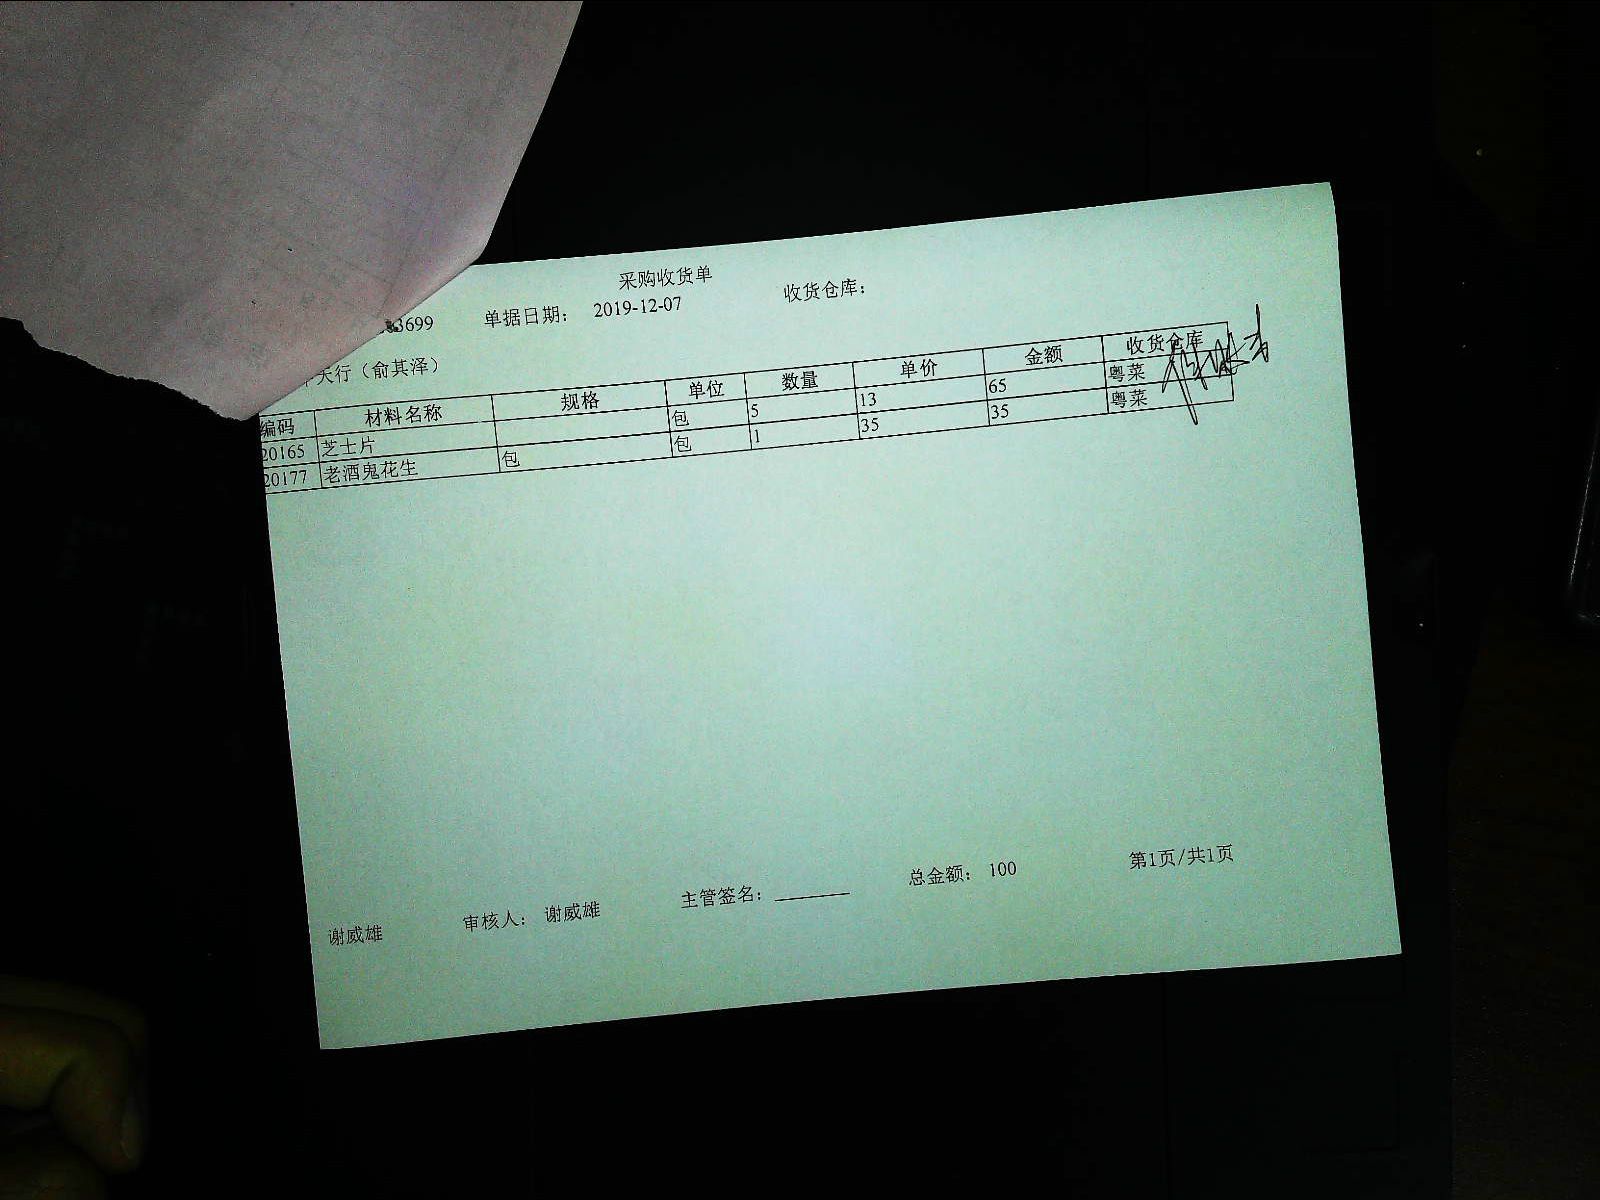 采购收货单
3699 单据日期： 2019-12-07 收货仓库：
天行（俞其泽）
编码 材料名称 规格 单位 数量 单价 金额 收货仓库
20165 芝士片 包 5 13 65 粤菜
20177 老酒鬼花生 包 包 1 35 35 粤菜
谢威雄 审核人： 谢威雄 主管签名： 总金额： 100 第1页/共1页